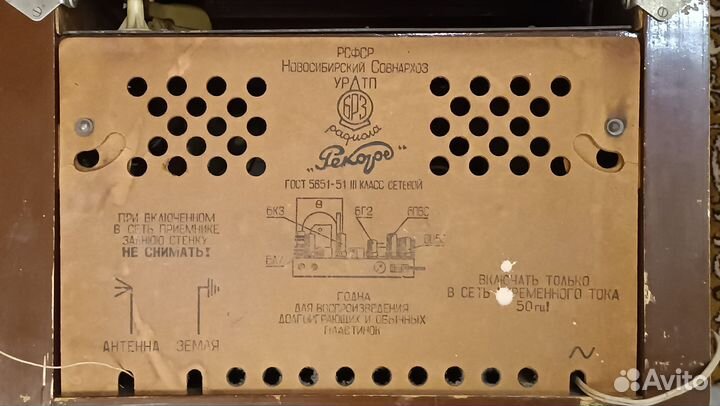 РСФСР
НОВОСИБИРСКИЙ СОВНАРХОЗ
УРАТП
БРЗ
РАДИОЛА
„Рекорд"
ГОСТ 5651-51 III КЛАСС СЕТЕВОЙ
6К3
6Г2
6П6С
6А7
ПРИ ВКЛЮЧЕННОМ
В СЕТЬ ПРИЕМНИКЕ
ЗАДНЮЮ СТЕНКУ
НЕ СНИМАТЬ!
ВКЛЮЧАТЬ ТОЛЬКО
В СЕТЬ ПЕРЕМЕННОГО ТОКА
50 гц!
ГОДНА
ДЛЯ ВОСПРОИЗВЕДЕНИЯ
ДОЛГОИГРАЮЩИХ И ОБЫЧНЫХ
ПЛАСТИНОК
АНТЕННА ЗЕМЛЯ
Avito